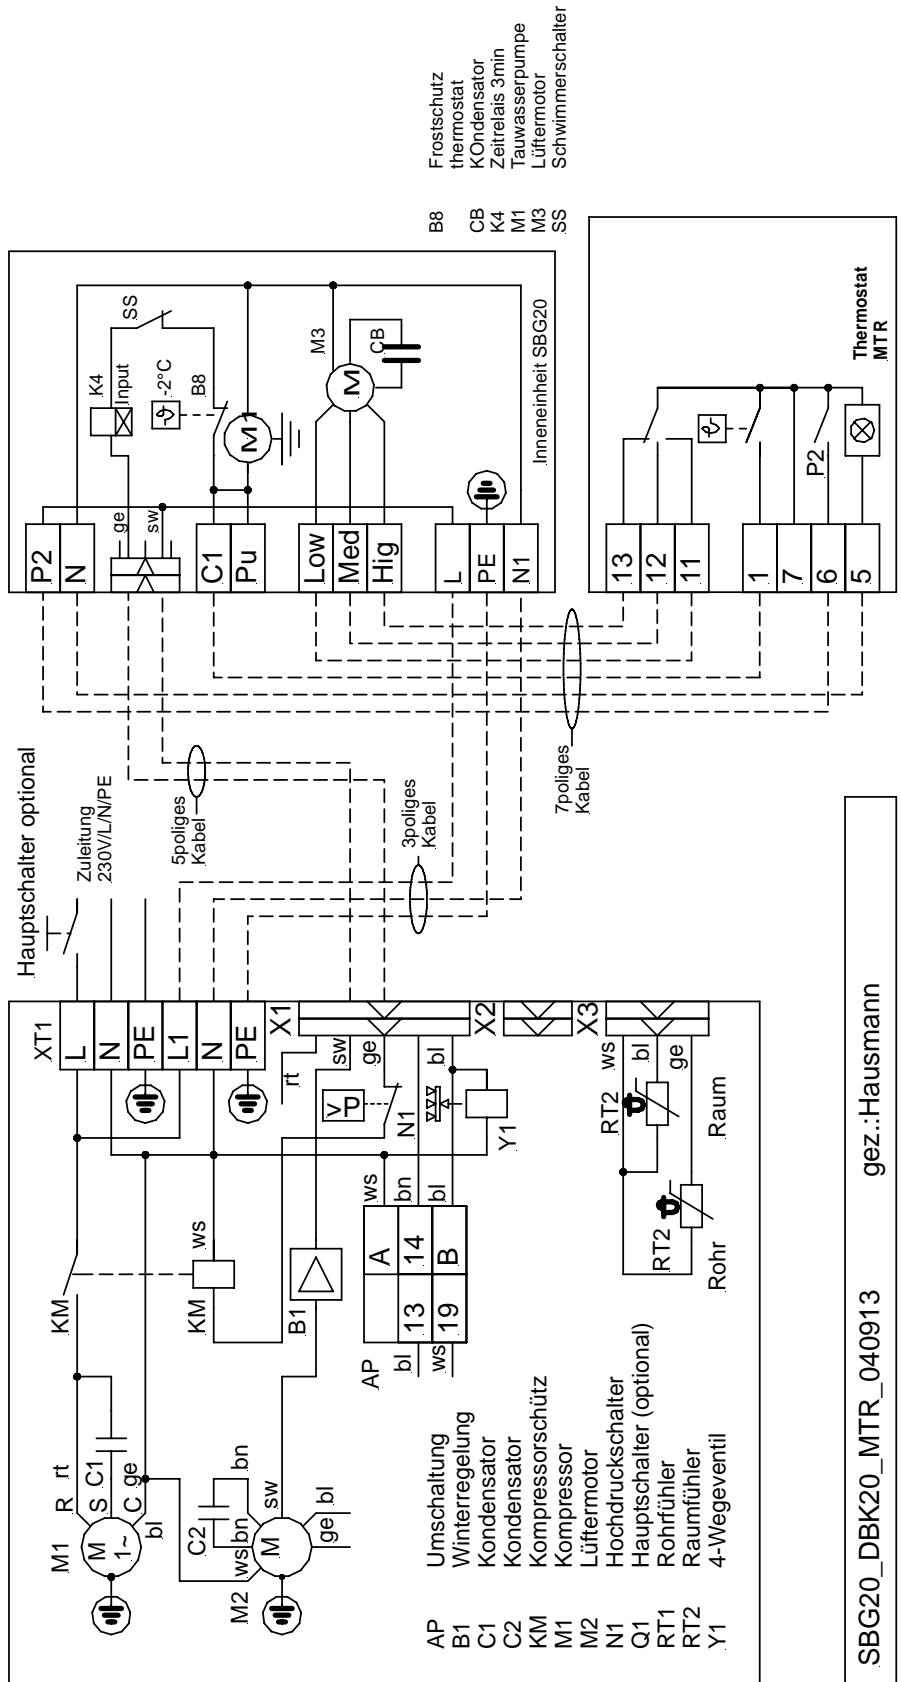 Hauptschalter optional
Zuleitung
230V/L/N/PE
5poliges
Kabel
3poliges
Kabel
7poliges
Kabel
XT1
L
N
PE
L1
N
PE
X1
X2
X3
rt
sw
ge
bl
ws
bl
ge
>P
N1
Y1
KM
KM
ws
B1
AP
A
14
B
13
19
ws
bn
bl
bl
ws
RT2
Raum
RT2
Rohr
M1
M
1~
R
rt
S
C1
C
ge
bl
M2
M
C2
bn
bn
ws
sw
bl
ge
AP Umschaltung
B1 Winterregelung
C1 Kondensator
C2 Kondensator
KM Kompressorschütz
M1 Kompressor
M2 Lüftermotor
N1 Hochdruckschalter
Q1 Hauptschalter (optional)
RT1 Rohrfühler
RT2 Raumfühler
Y1 4-Wegeventil
P2
N
ge
sw
C1
Pu
Low
Med
Hig
L
PE
N1
K4
Input
SS
-2°C
B8
M1
M3
M
CB
Inneneinheit SBG20
B8 Frostschutz
thermostat
CB KOndensator
K4 Zeitrelais 3min
M1 Tauwasserpumpe
M3 Lüftermotor
SS Schwimmerschalter
13
12
11
1
7
6
5
P2
Thermostat
MTR
SBG20_DBK20_MTR_040913 gez.:Hausmann